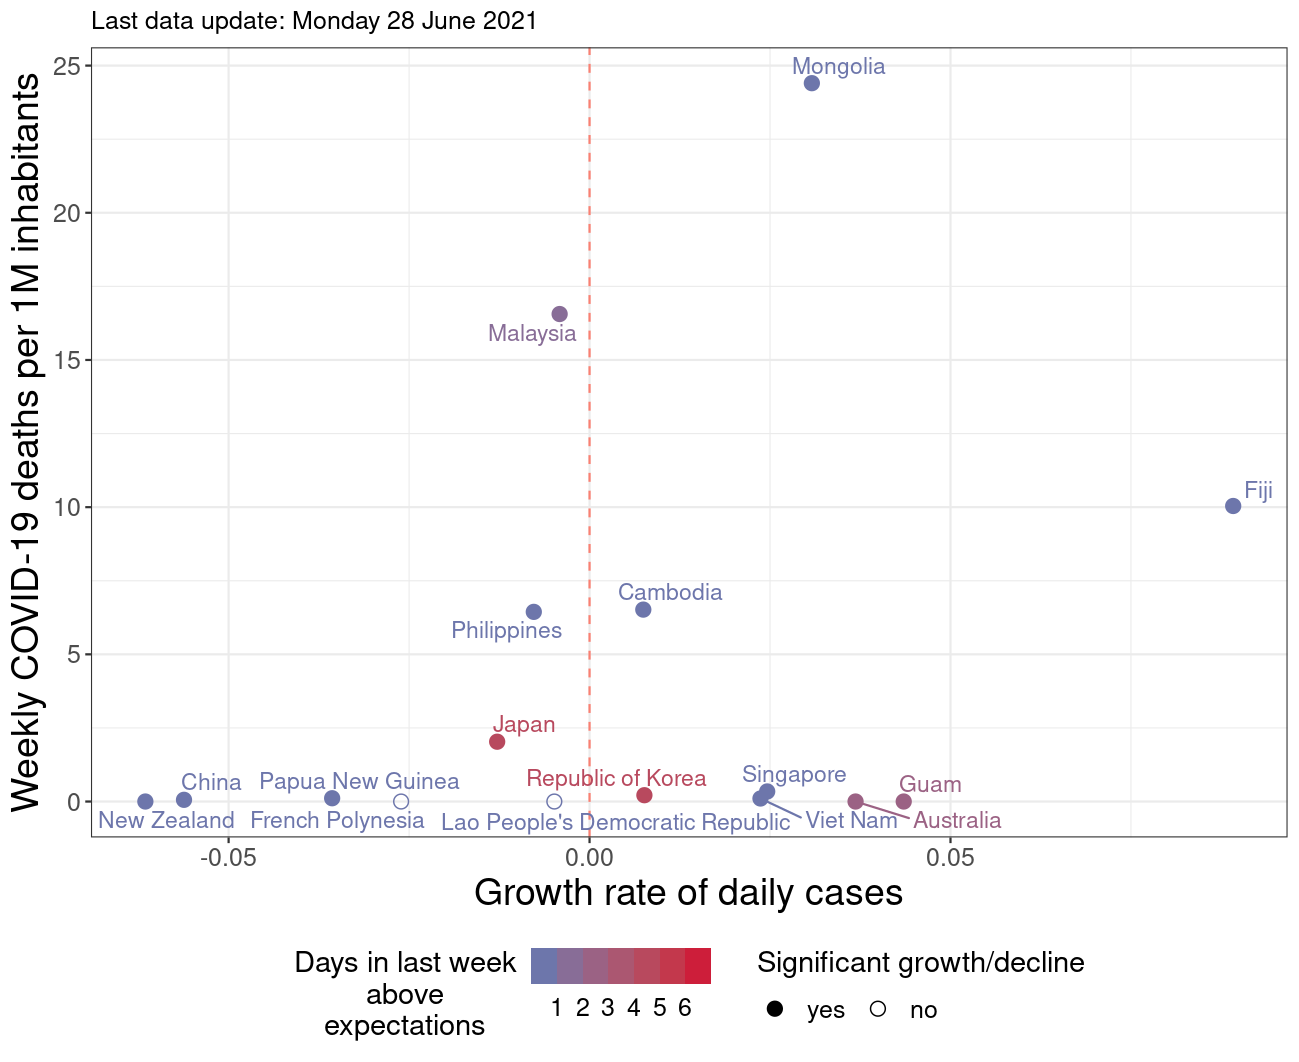 Last data update: Monday 28 June 2021
Weekly COVID-19 deaths per 1M inhabitants
25
20
15
10
5
0
Mongolia
Malaysia
Fiji
Cambodia
Philippines
Japan
Republic of Korea
Singapore
China
Papua New Guinea
Guam
New Zealand
French Polynesia
Lao People's Democratic Republic
Viet Nam
Australia
-0.05
0.00
0.05
Growth rate of daily cases
Days in last week
above
expectations
1 2 3 4 5 6
Significant growth/decline
yes
no